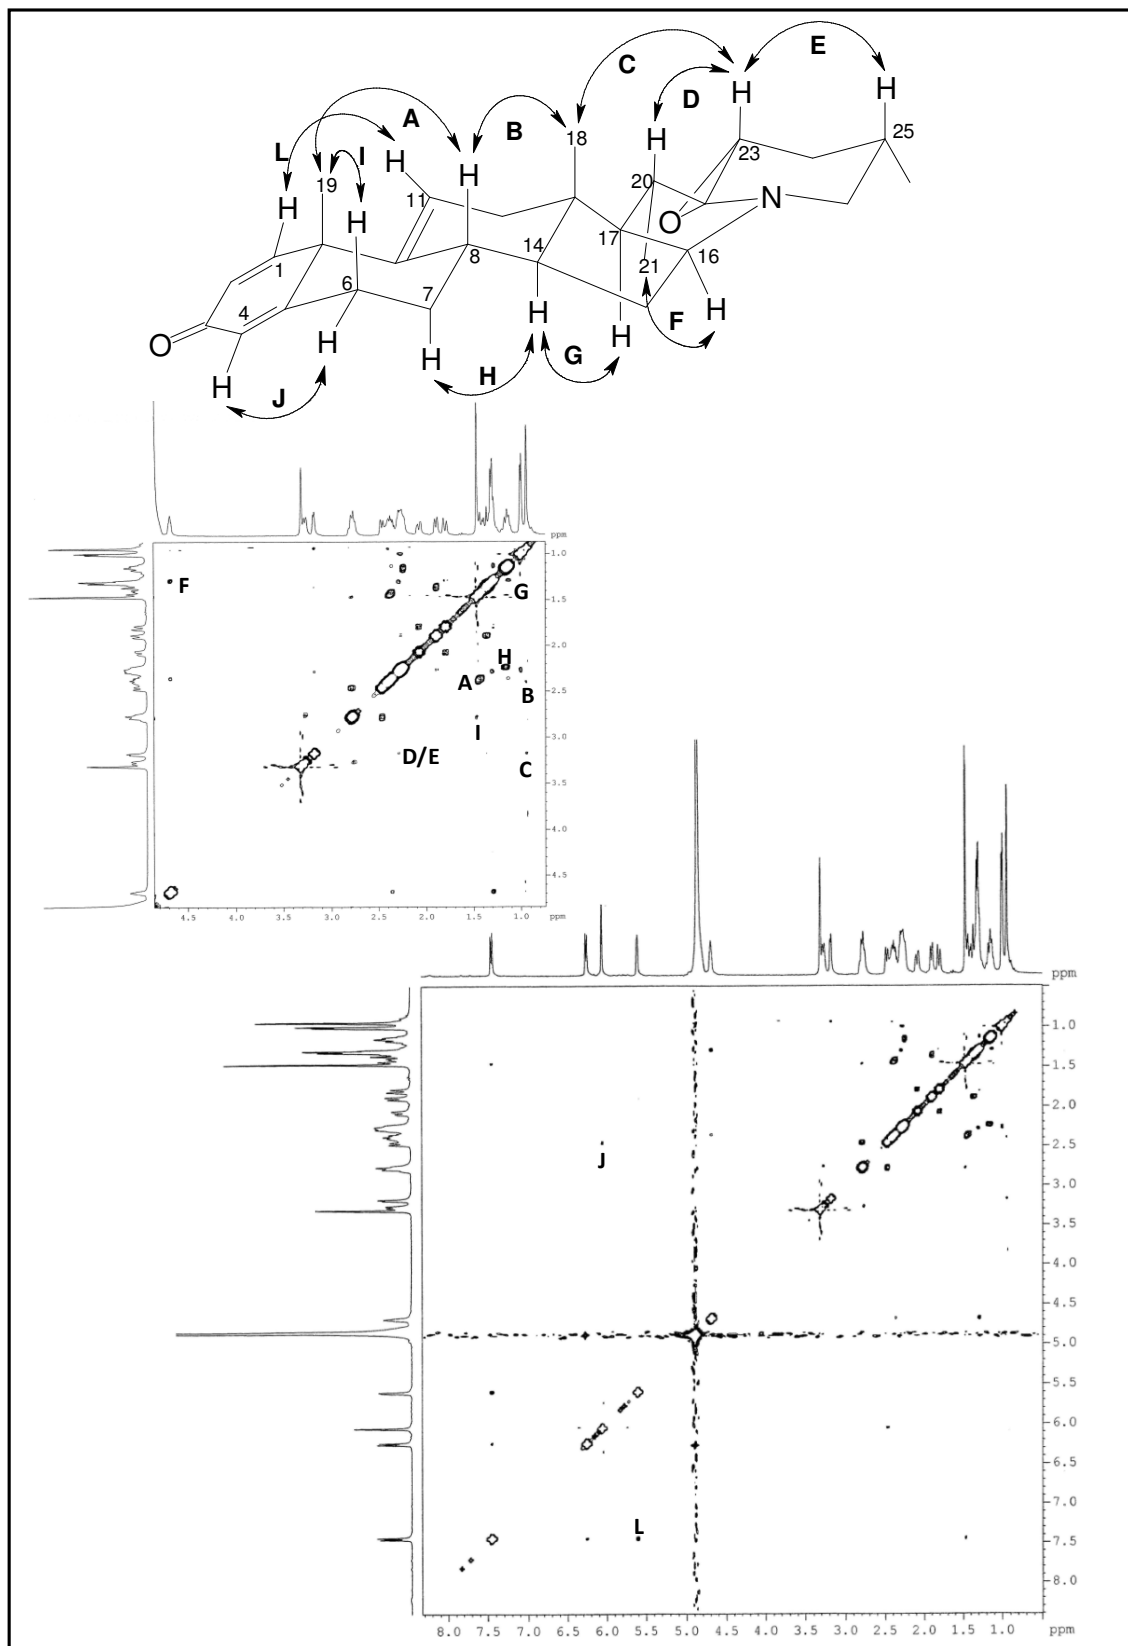 E
C
H
H
D
A
B
H
18
25
L
I
H
H
23
H
19
11
20
N
H
H
O
17
14
16
8
1
21
6
7
H
4
H
F
O
H
H
H
G
H
H
J
ppm
F
G
H
A
B
I
D/E
C
1.0
1.5
2.0
2.5
3.0
3.5
4.0
4.5
4.5 4.0 3.5 3.0 2.5 2.0 1.5 1.0 ppm
ppm
J
L
1.0
1.5
2.0
2.5
3.0
3.5
4.0
4.5
5.0
5.5
6.0
6.5
7.0
7.5
8.0
8.0 7.5 7.0 6.5 6.0 5.5 5.0 4.5 4.0 3.5 3.0 2.5 2.0 1.5 1.0 ppm